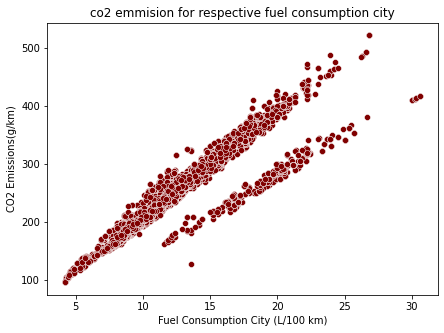 co2 emmision for respective fuel consumption city
500
400
300
200
100
CO2 Emissions(g/km)
5 10 15 20 25 30
Fuel Consumption City (L/100 km)